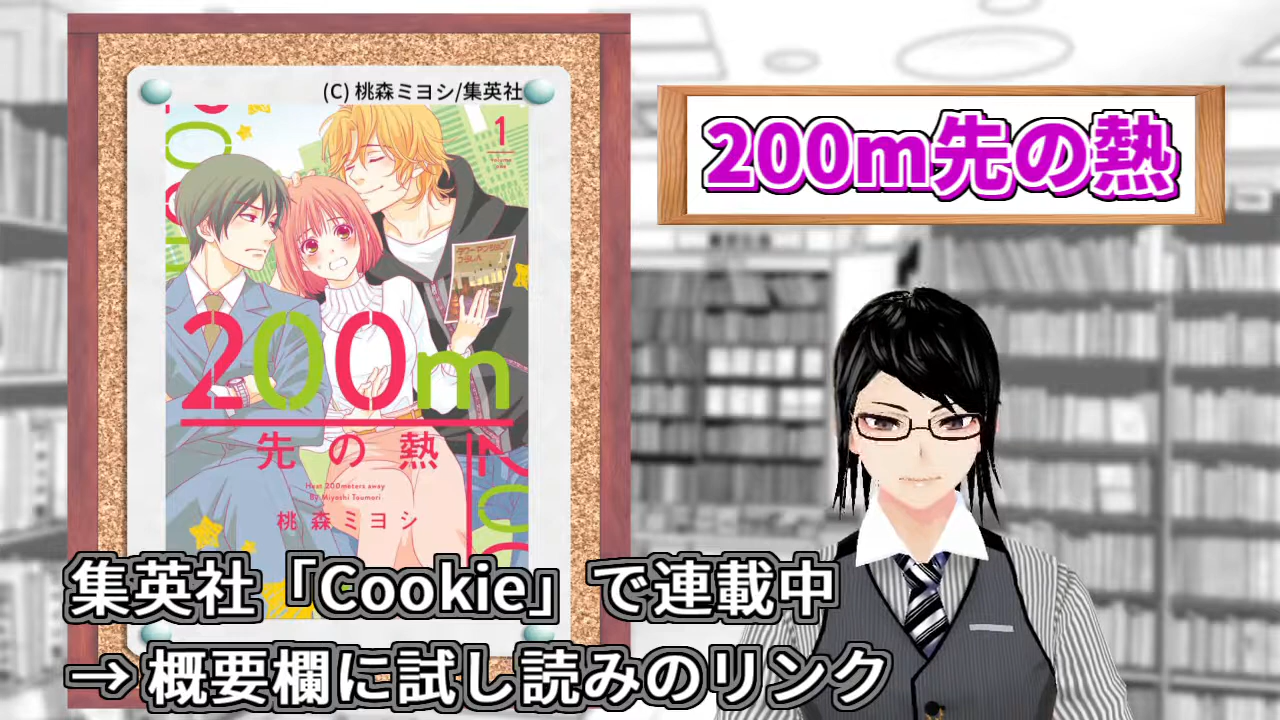 (C) 桃森ミヨシ/集英社
1
volume
one
200m
先の熱
Heat 200meters away
By Miyoshi Toumori
桃森ミヨシ
200m先の熱
集英社「Cookie」で連載中
→ 概要欄に試し読みのリンク